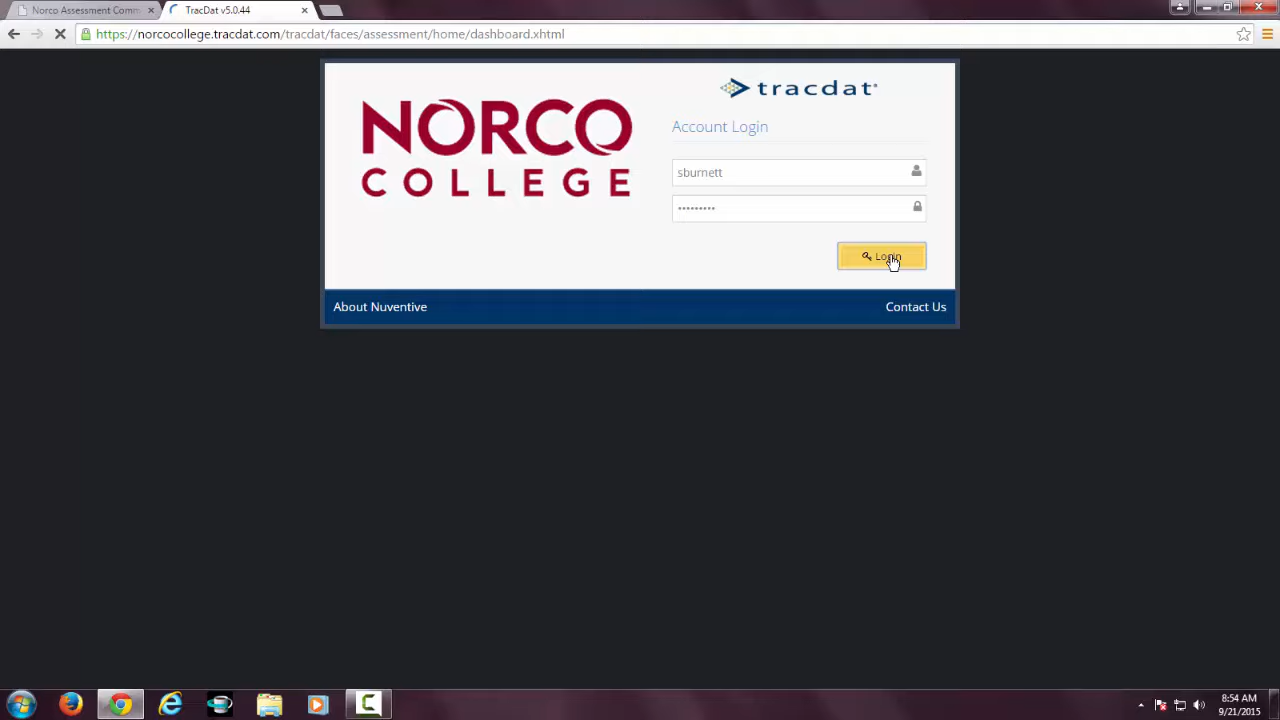 Norco Assessment Comm
TracDat v5.0.44
https://norcocollege.tracdat.com/tracdat/faces/assessment/home/dashboard.xhtml
NORCO
COLLEGE
tracdat
Account Login
sburnett
•••••••••
Login
About Nuventive
Contact Us
8:54 AM
9/21/2015